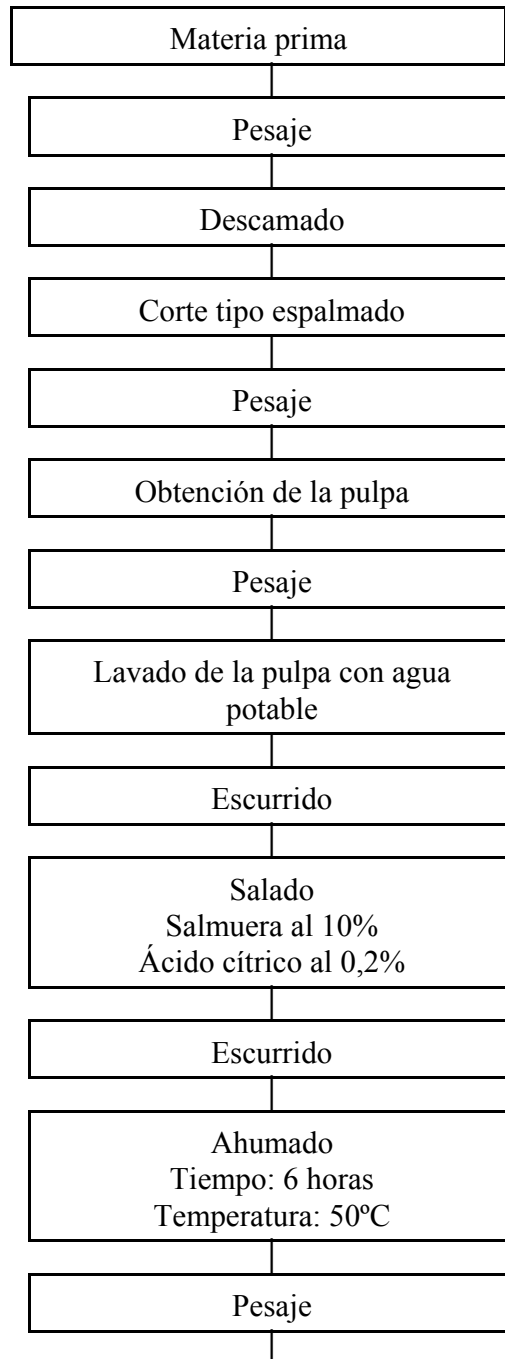 Materia prima
Pesaje
Descamado
Corte tipo espalmado
Pesaje
Obtención de la pulpa
Pesaje
Lavado de la pulpa con agua
potable
Escurrido
Salado
Salmuera al 10%
Ácido cítrico al 0,2%
Escurrido
Ahumado
Tiempo: 6 horas
Temperatura: 50ºC
Pesaje